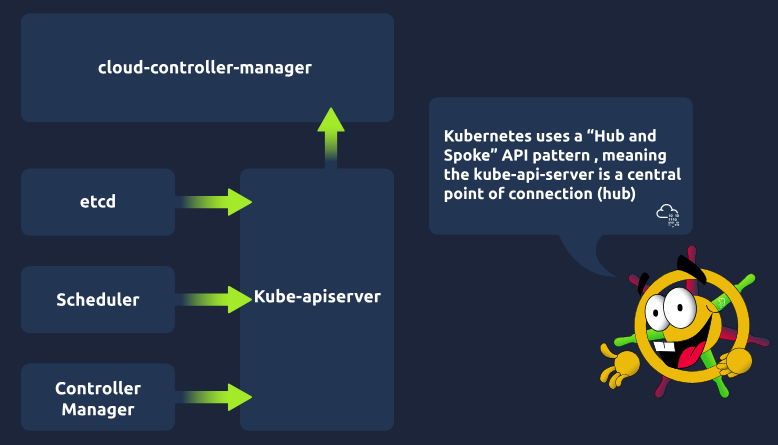 cloud-controller-manager
etcd
Scheduler
Controller
Manager
Kube-apiserver
Kubernetes uses a “Hub and
Spoke” API pattern , meaning
the kube-api-server is a central
point of connection (hub)